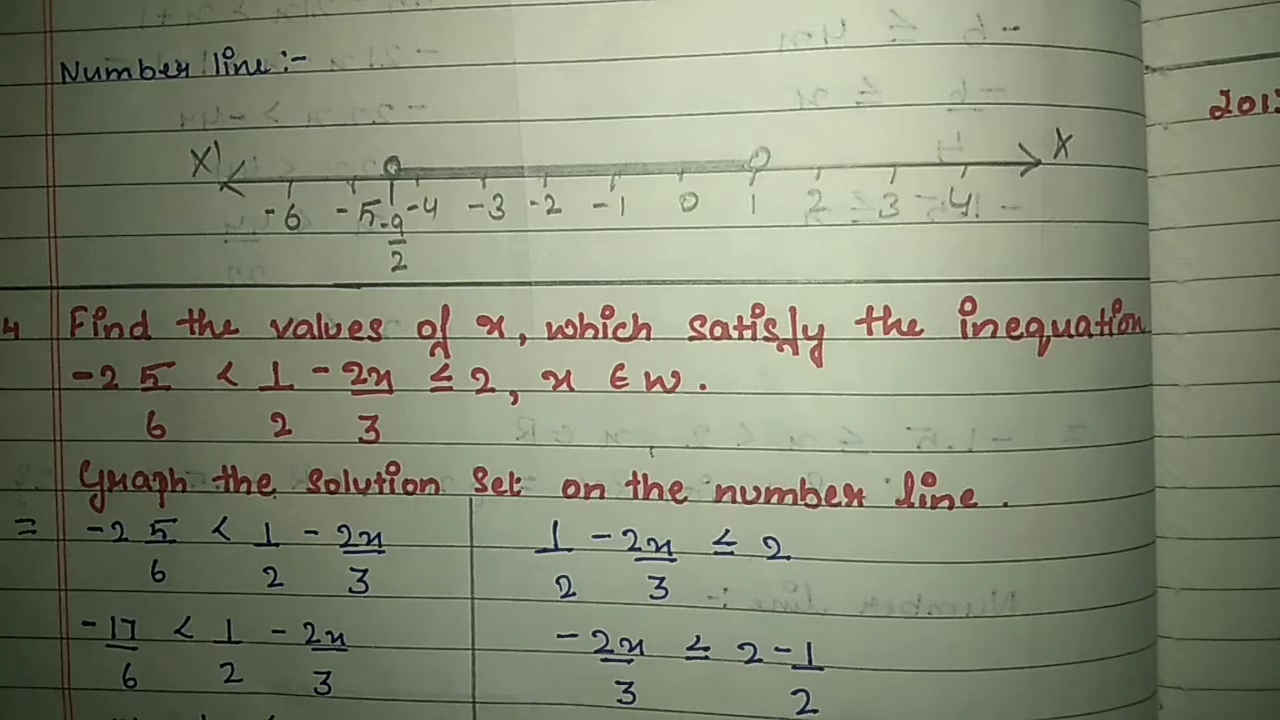 Number line :-
X' X
-6 -5 -9/2 -4 -3 -2 -1 0 1 2 3 4
4 Find the values of x, which satisfy the inequation
-2 5/6 < 1/2 - 2x/3 ≤ 2, x ∈ W.
Graph the solution set on the number line.
= -2 5/6 < 1/2 - 2x/3
-17/6 < 1/2 - 2x/3
1/2 - 2x/3 ≤ 2
-2x/3 ≤ 2 - 1/2